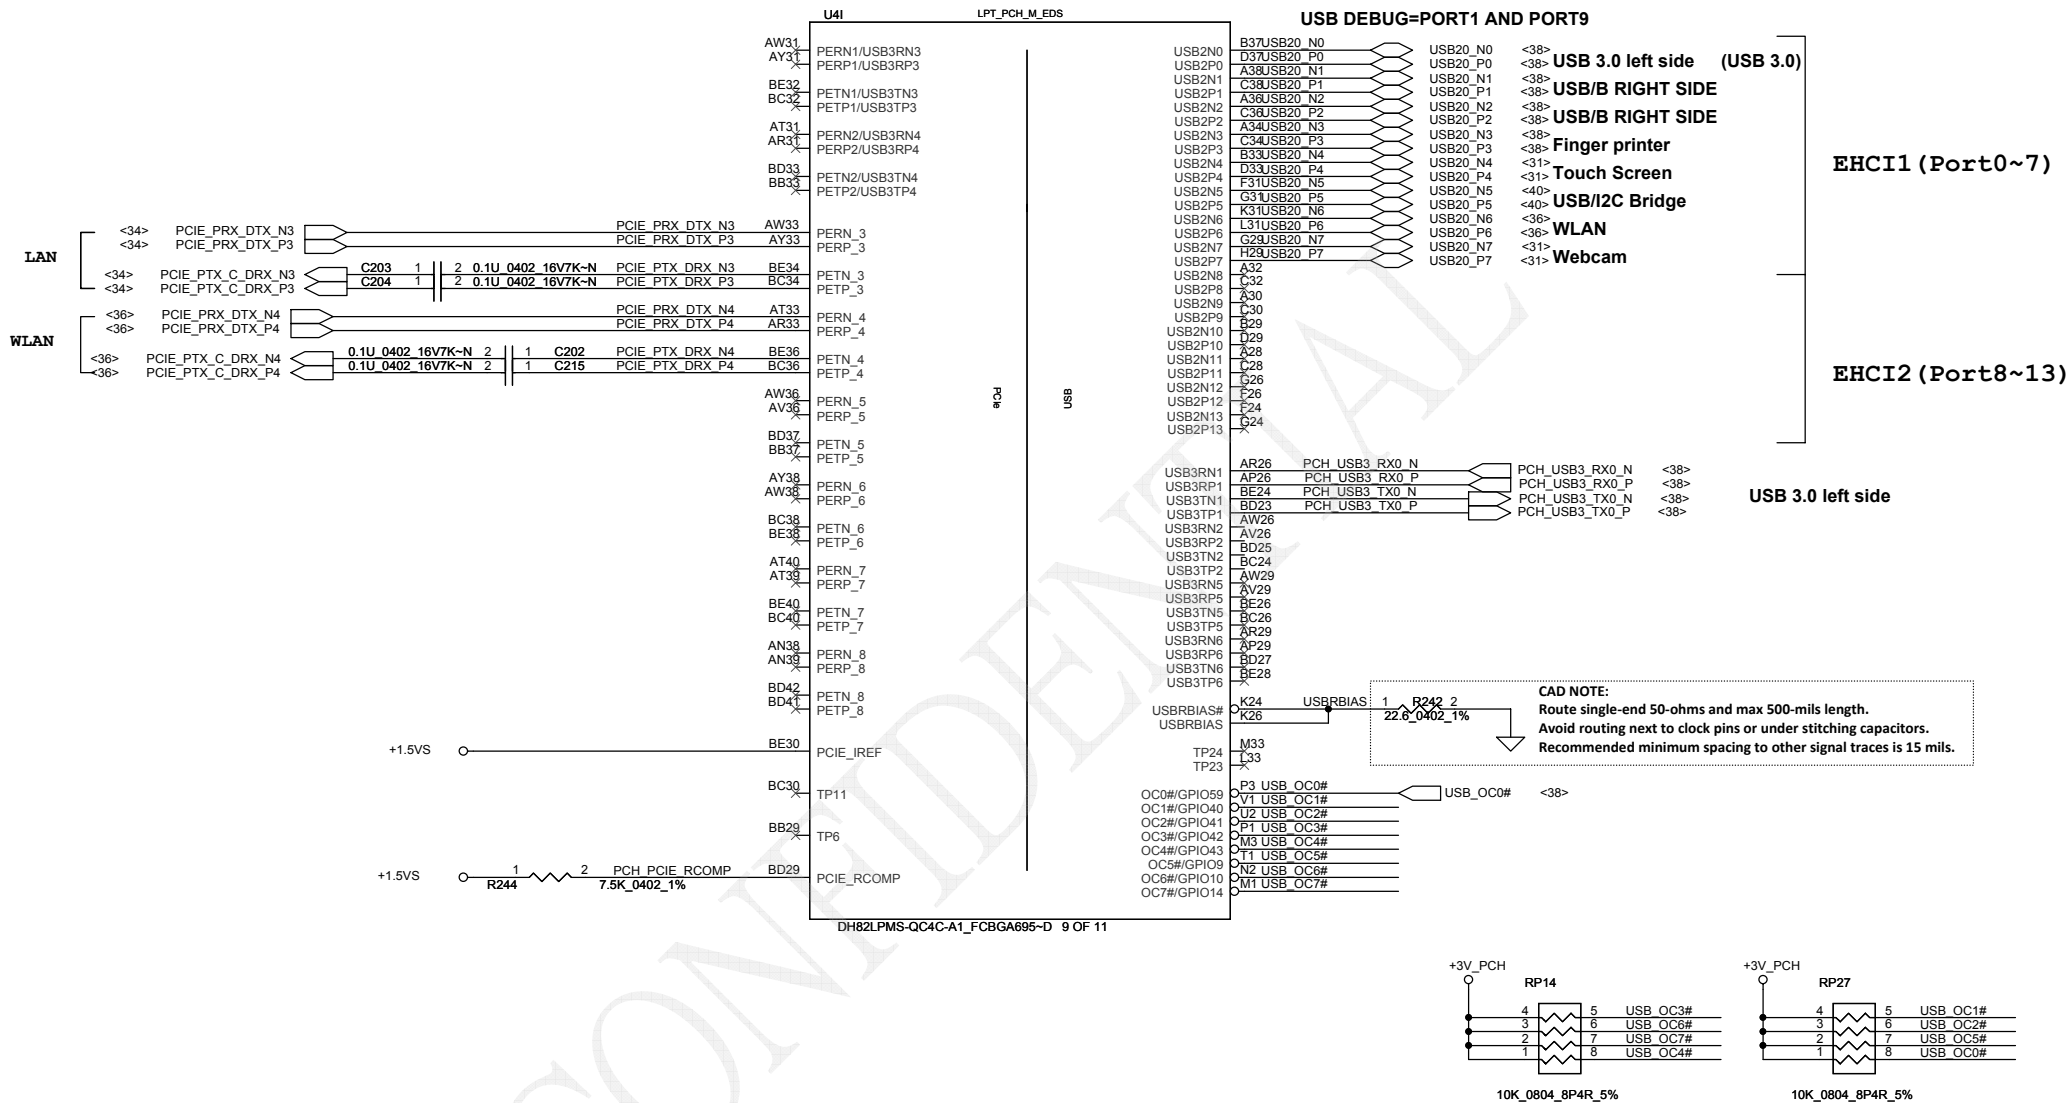 U4I
LPT_PCH_M_EDS
USB DEBUG=PORT1 AND PORT9
AW31 PERN1/USB3RN3
AY31 PERP1/USB3RP3
BE32 PETN1/USB3TN3
BC32 PETP1/USB3TP3
AT31 PERN2/USB3RN4
AR31 PERP2/USB3RP4
BD33 PETN2/USB3TN4
BB33 PETP2/USB3TP4
LAN
<34> PCIE_PRX_DTX_N3 PCIE_PRX_DTX_N3 AW33 PERN_3
<34> PCIE_PRX_DTX_P3 PCIE_PRX_DTX_P3 AY33 PERP_3
<34> PCIE_PTX_C_DRX_N3 C203 1 2 0.1U_0402_16V7K~N PCIE_PTX_DRX_N3 BE34 PETN_3
<34> PCIE_PTX_C_DRX_P3 C204 1 2 0.1U_0402_16V7K~N PCIE_PTX_DRX_P3 BC34 PETP_3
WLAN
<36> PCIE_PRX_DTX_N4 PCIE_PRX_DTX_N4 AT33 PERN_4
<36> PCIE_PRX_DTX_P4 PCIE_PRX_DTX_P4 AR33 PERP_4
<36> PCIE_PTX_C_DRX_N4 0.1U_0402_16V7K~N 2 1 C202 PCIE_PTX_DRX_N4 BE36 PETN_4
<36> PCIE_PTX_C_DRX_P4 0.1U_0402_16V7K~N 2 1 C215 PCIE_PTX_DRX_P4 BC36 PETP_4
AW36 PERN_5
AV36 PERP_5
BD37 PETN_5
BB37 PETP_5
AY38 PERN_6
AW38 PERP_6
BC38 PETN_6
BE38 PETP_6
AT40 PERN_7
AT39 PERP_7
BE40 PETN_7
BC40 PETP_7
AN38 PERN_8
AN39 PERP_8
BD42 PETN_8
BD41 PETP_8
+1.5VS BE30 PCIE_IREF
BC30 TP11
BB29 TP6
+1.5VS 1 R244 2 7.5K_0402_1% PCH_PCIE_RCOMP BD29 PCIE_RCOMP
PCIe
USB
USB2N0 B37 USB20_N0 USB20_N0 <38>
USB2P0 D37 USB20_P0 USB20_P0 <38> USB 3.0 left side (USB 3.0)
USB2N1 A38 USB20_N1 USB20_N1 <38>
USB2P1 C38 USB20_P1 USB20_P1 <38> USB/B RIGHT SIDE
USB2N2 A36 USB20_N2 USB20_N2 <38>
USB2P2 C36 USB20_P2 USB20_P2 <38> USB/B RIGHT SIDE
USB2N3 A34 USB20_N3 USB20_N3 <38>
USB2P3 C34 USB20_P3 USB20_P3 <38> Finger printer
USB2N4 B33 USB20_N4 USB20_N4 <31>
USB2P4 D33 USB20_P4 USB20_P4 <31> Touch Screen
USB2N5 F31 USB20_N5 USB20_N5 <40>
USB2P5 G31 USB20_P5 USB20_P5 <40> USB/I2C Bridge
USB2N6 K31 USB20_N6 USB20_N6 <36>
USB2P6 L31 USB20_P6 USB20_P6 <36> WLAN
USB2N7 G29 USB20_N7 USB20_N7 <31>
USB2P7 H29 USB20_P7 USB20_P7 <31> Webcam
EHCI1(Port0~7)
USB2N8 A32
USB2P8 C32
USB2N9 A30
USB2P9 C30
USB2N10 B29
USB2P10 D29
USB2N11 A28
USB2P11 C28
USB2N12 G26
USB2P12 F26
USB2N13 F24
USB2P13 G24
EHCI2(Port8~13)
USB3RN1 AR26 PCH_USB3_RX0_N PCH_USB3_RX0_N <38>
USB3RP1 AP26 PCH_USB3_RX0_P PCH_USB3_RX0_P <38>
USB3TN1 BE24 PCH_USB3_TX0_N PCH_USB3_TX0_N <38>
USB3TP1 BD23 PCH_USB3_TX0_P PCH_USB3_TX0_P <38>
USB 3.0 left side
USB3RN2 AW26
USB3RP2 AV26
USB3TN2 BD25
USB3TP2 BC24
USB3RN5 AW29
USB3RP5 AV29
USB3TN5 BE26
USB3TP5 BC26
USB3RN6 AR29
USB3RP6 AP29
USB3TN6 BD27
USB3TP6 BE28
USBRBIAS# K24 USBRBIAS 1 R242 2
USBRBIAS K26 22.6_0402_1%
CAD NOTE:
Route single-end 50-ohms and max 500-mils length.
Avoid routing next to clock pins or under stitching capacitors.
Recommended minimum spacing to other signal traces is 15 mils.
TP24 M33
TP23 L33
OC0#/GPIO59 P3 USB_OC0# USB_OC0# <38>
OC1#/GPIO40 V1 USB_OC1#
OC2#/GPIO41 U2 USB_OC2#
OC3#/GPIO42 P1 USB_OC3#
OC4#/GPIO43 M3 USB_OC4#
OC5#/GPIO9 T1 USB_OC5#
OC6#/GPIO10 N2 USB_OC6#
OC7#/GPIO14 M1 USB_OC7#
DH82LPMS-QC4C-A1_FCBGA695~D 9 OF 11
+3V_PCH RP14
4 5 USB_OC3#
3 6 USB_OC6#
2 7 USB_OC7#
1 8 USB_OC4#
10K_0804_8P4R_5%
+3V_PCH RP27
4 5 USB_OC1#
3 6 USB_OC2#
2 7 USB_OC5#
1 8 USB_OC0#
10K_0804_8P4R_5%
CONFIDENTIAL